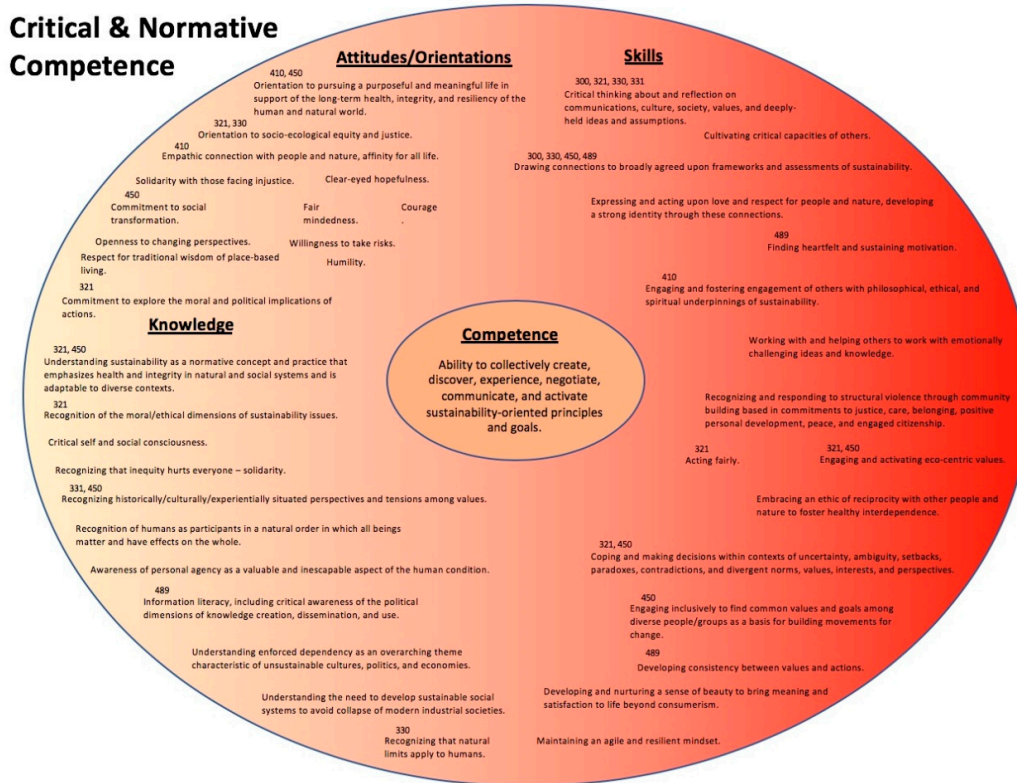 Critical & Normative
Competence
Attitudes/Orientations
410, 450
Orientation to pursuing a purposeful and meaningful life in
support of the long-term health, integrity, and resiliency of the
human and natural world.
321, 330
Orientation to socio-ecological equity and justice.
410
Empathic connection with people and nature, affinity for all life.
Solidarity with those facing injustice.
Clear-eyed hopefulness.
450
Commitment to social
transformation.
Fair
mindedness.
Courage
.
Openness to changing perspectives.
Willingness to take risks.
Respect for traditional wisdom of place-based
living.
Humility.
321
Commitment to explore the moral and political implications of
actions.
Knowledge
321, 450
Understanding sustainability as a normative concept and practice that
emphasizes health and integrity in natural and social systems and is
adaptable to diverse contexts.
321
Recognition of the moral/ethical dimensions of sustainability issues.
Critical self and social consciousness.
Recognizing that inequity hurts everyone – solidarity.
331, 450
Recognizing historically/culturally/experientially situated perspectives and tensions among values.
Recognition of humans as participants in a natural order in which all beings
matter and have effects on the whole.
Awareness of personal agency as a valuable and inescapable aspect of the human condition.
489
Information literacy, including critical awareness of the political
dimensions of knowledge creation, dissemination, and use.
Understanding enforced dependency as an overarching theme
characteristic of unsustainable cultures, politics, and economies.
Understanding the need to develop sustainable social
systems to avoid collapse of modern industrial societies.
330
Recognizing that natural
limits apply to humans.
Competence
Ability to collectively create,
discover, experience, negotiate,
communicate, and activate
sustainability-oriented principles
and goals.
Skills
300, 321, 330, 331
Critical thinking about and reflection on
communications, culture, society, values, and deeply-
held ideas and assumptions.
Cultivating critical capacities of others.
300, 330, 450, 489
Drawing connections to broadly agreed upon frameworks and assessments of sustainability.
Expressing and acting upon love and respect for people and nature, developing
a strong identity through these connections.
489
Finding heartfelt and sustaining motivation.
410
Engaging and fostering engagement of others with philosophical, ethical, and
spiritual underpinnings of sustainability.
Working with and helping others to work with emotionally
challenging ideas and knowledge.
Recognizing and responding to structural violence through community
building based in commitments to justice, care, belonging, positive
personal development, peace, and engaged citizenship.
321
Acting fairly.
321, 450
Engaging and activating eco-centric values.
Embracing an ethic of reciprocity with other people and
nature to foster healthy interdependence.
321, 450
Coping and making decisions within contexts of uncertainty, ambiguity, setbacks,
paradoxes, contradictions, and divergent norms, values, interests, and perspectives.
450
Engaging inclusively to find common values and goals among
diverse people/groups as a basis for building movements for
change.
489
Developing consistency between values and actions.
Developing and nurturing a sense of beauty to bring meaning and
satisfaction to life beyond consumerism.
Maintaining an agile and resilient mindset.